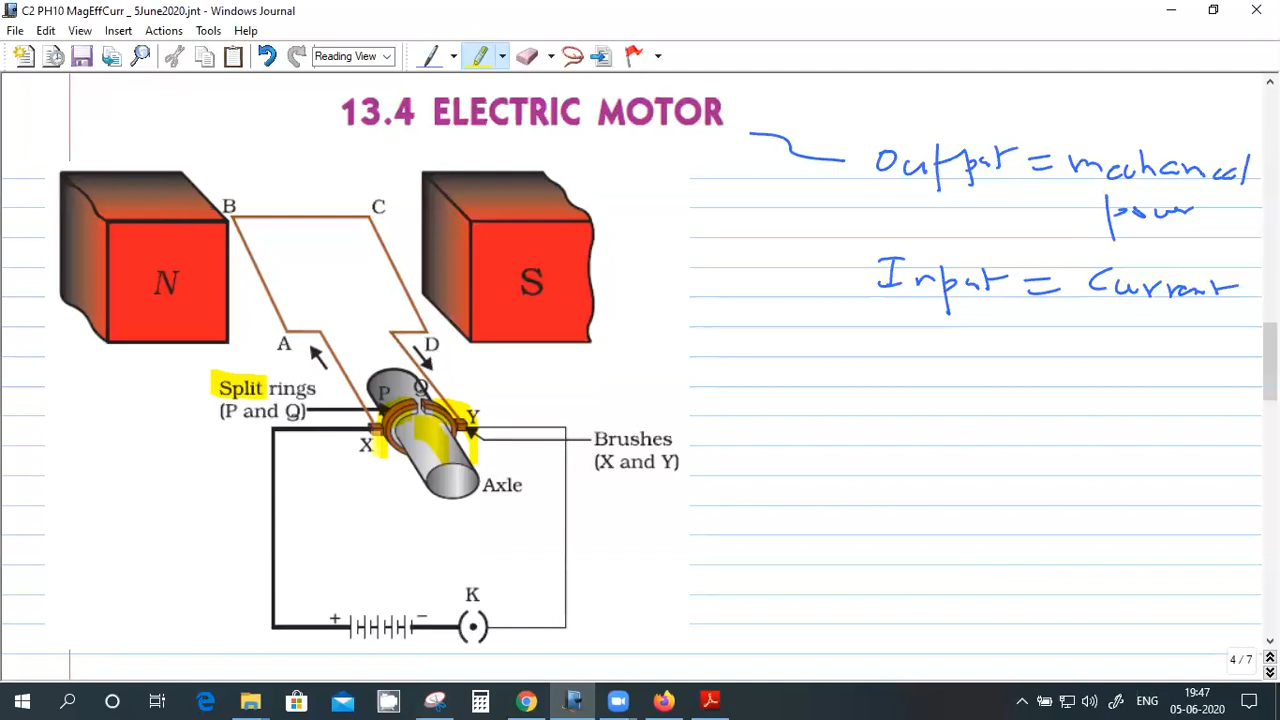 C2 PH10 MagEffCurr _ 5June2020.jnt - Windows Journal
File Edit View Insert Actions Tools Help
Reading View
13.4 ELECTRIC MOTOR
Output = mechanical
power
Input = Current
B
C
N
S
A
D
Split rings
(P and Q)
P
Q
X
Y
Brushes
(X and Y)
Axle
K
+
−
4 / 7
ENG
19:47
05-06-2020